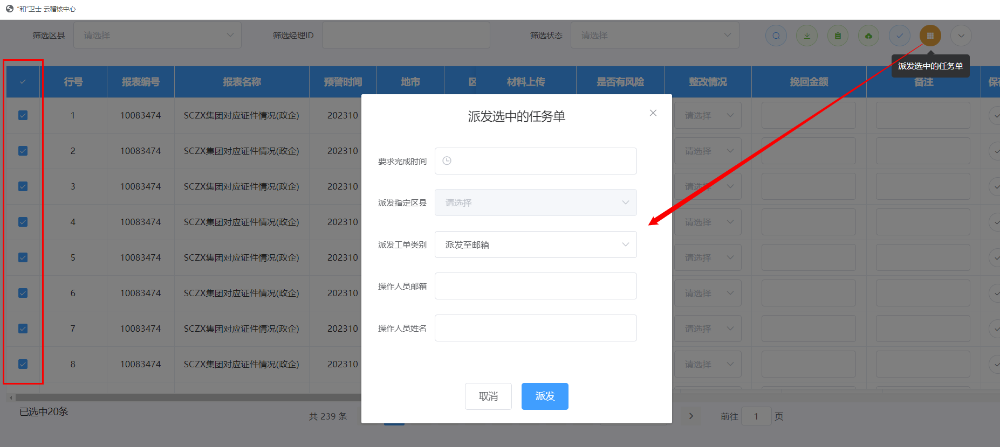 “和”卫士 云稽核中心
筛选区县 请选择 筛选经理ID 筛选状态 请选择
派发选中的任务单
行号 报表编号 报表名称 预警时间 地市 区 材料上传 是否有风险 整改情况 挽回金额 备注
1 10083474 SCZX集团对应证件情况(政企) 202310 请选择
2 10083474 SCZX集团对应证件情况(政企) 202310 请选择
3 10083474 SCZX集团对应证件情况(政企) 202310 请选择
4 10083474 SCZX集团对应证件情况(政企) 202310 请选择
5 10083474 SCZX集团对应证件情况(政企) 202310 请选择
6 10083474 SCZX集团对应证件情况(政企) 202310 请选择
7 10083474 SCZX集团对应证件情况(政企) 202310 请选择
8 10083474 SCZX集团对应证件情况(政企) 202310 请选择
派发选中的任务单
要求完成时间
派发指定区县 请选择
派发工单类别 派发至邮箱
操作人员邮箱
操作人员姓名
取消 派发
已选中20条
共 239 条 前往 1 页